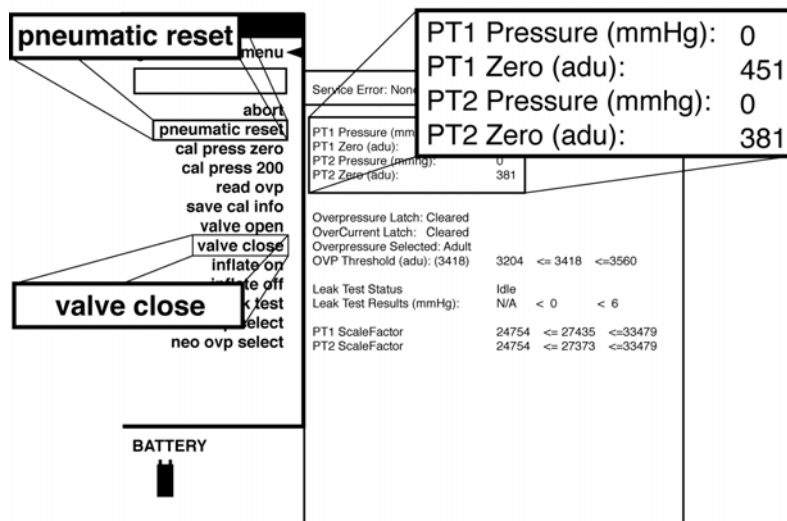 pneumatic reset
menu
abort
pneumatic reset
cal press zero
cal press 200
read ovp
save cal info
valve open
valve close
inflate on
off
test
valve close
select
neo ovp select
BATTERY
PT1 Pressure (mmHg): 0
PT1 Zero (adu): 451
PT2 Pressure (mmhg): 0
PT2 Zero (adu): 381
Service Error:
PT1 Pressure
PT1 Zero (adu):
PT2 Pressure (mmhg): 0
PT2 Zero (adu): 381
Overpressure Latch: Cleared
OverCurrent Latch: Cleared
Overpressure Selected: Adult
OVP Threshold (adu): (3418) 3204 <= 3418 <=3560
Leak Test Status Idle
Leak Test Results (mmHg): N/A < 0 < 6
PT1 ScaleFactor 24754 <= 27435 <=33479
PT2 ScaleFactor 24754 <= 27373 <=33479